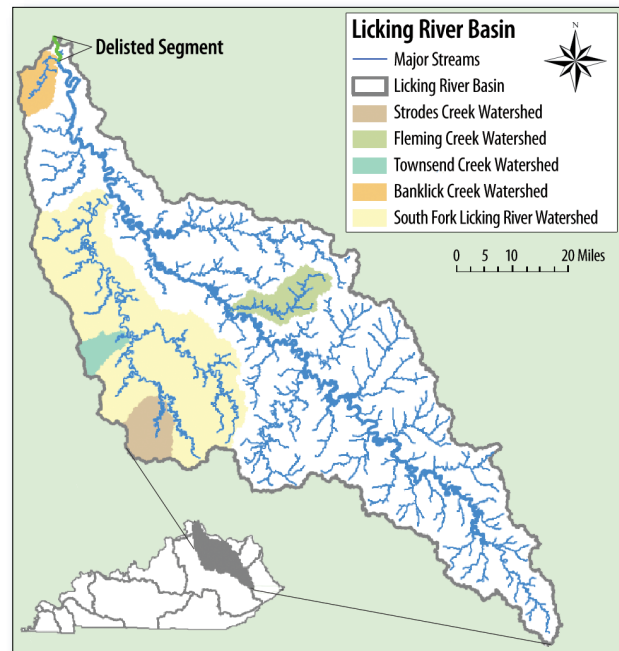 Delisted Segment
Licking River Basin
N
Major Streams
Licking River Basin
Strodes Creek Watershed
Fleming Creek Watershed
Townsend Creek Watershed
Banklick Creek Watershed
South Fork Licking River Watershed
0 5 10 20 Miles